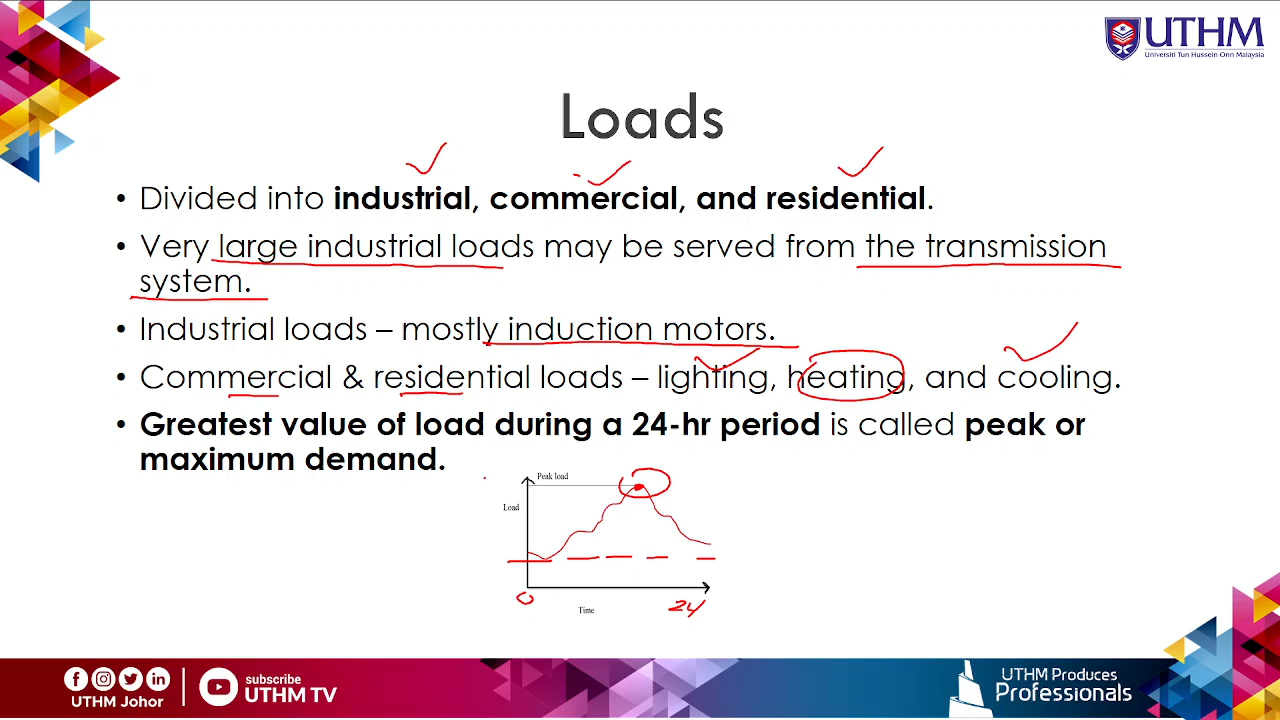 UTHM
Universiti Tun Hussein Onn Malaysia
Loads
• Divided into industrial, commercial, and residential.
• Very large industrial loads may be served from the transmission
system.
• Industrial loads – mostly induction motors.
• Commercial & residential loads – lighting, heating, and cooling.
• Greatest value of load during a 24-hr period is called peak or
maximum demand.
Peak load
Load
0
24
Time
UTHM Johor
subscribe
UTHM TV
UTHM Produces
Professionals